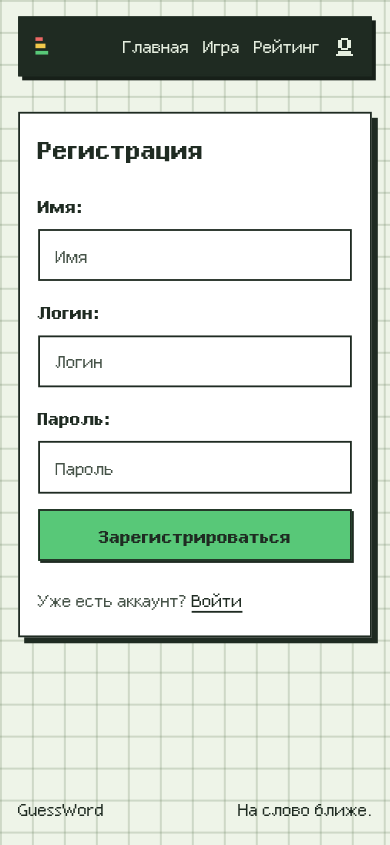 Главная Игра Рейтинг
Регистрация
Имя:
Имя
Логин:
Логин
Пароль:
Пароль
Зарегистрироваться
Уже есть аккаунт? Войти
GuessWord На слово ближе.